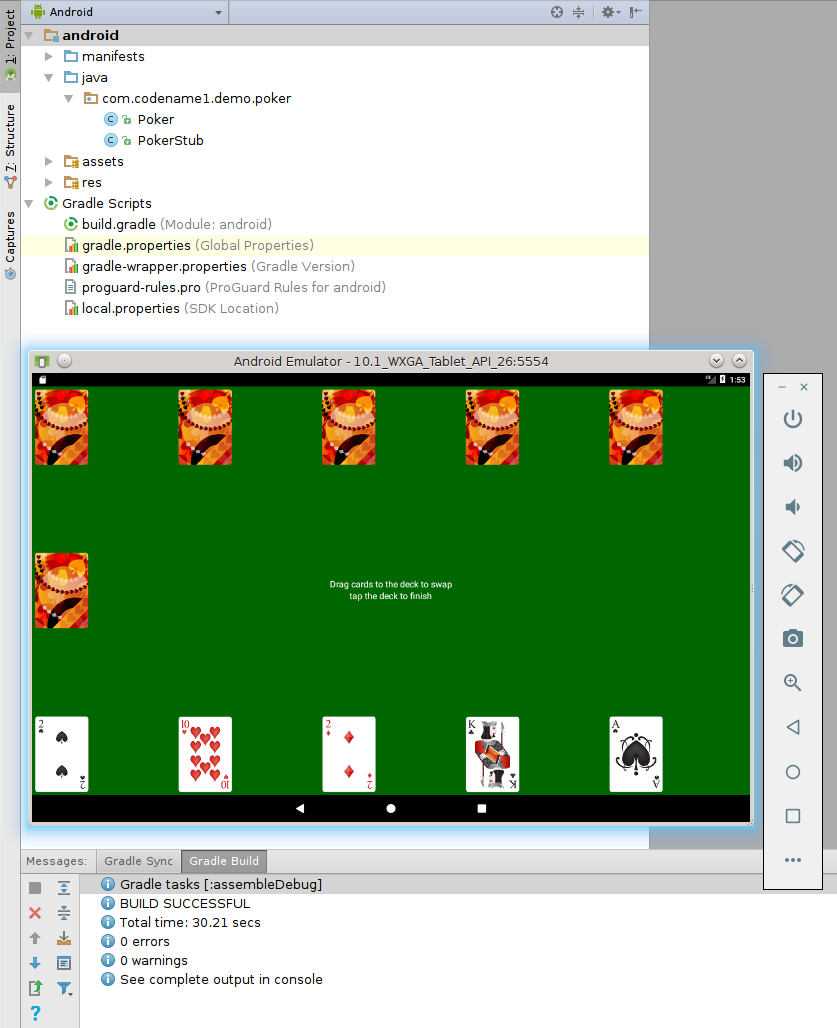 Android
1: Project
7: Structure
Captures
android
manifests
java
com.codename1.demo.poker
C Poker
C PokerStub
assets
res
Gradle Scripts
build.gradle (Module: android)
gradle.properties (Global Properties)
gradle-wrapper.properties (Gradle Version)
proguard-rules.pro (ProGuard Rules for android)
local.properties (SDK Location)
Android Emulator - 10.1_WXGA_Tablet_API_26:5554
1:53
Drag cards to the deck to swap
tap the deck to finish
2 10 2 K A
2 10 2 K A
Messages: Gradle Sync Gradle Build
Gradle tasks [:assembleDebug]
BUILD SUCCESSFUL
Total time: 30.21 secs
0 errors
0 warnings
See complete output in console
?